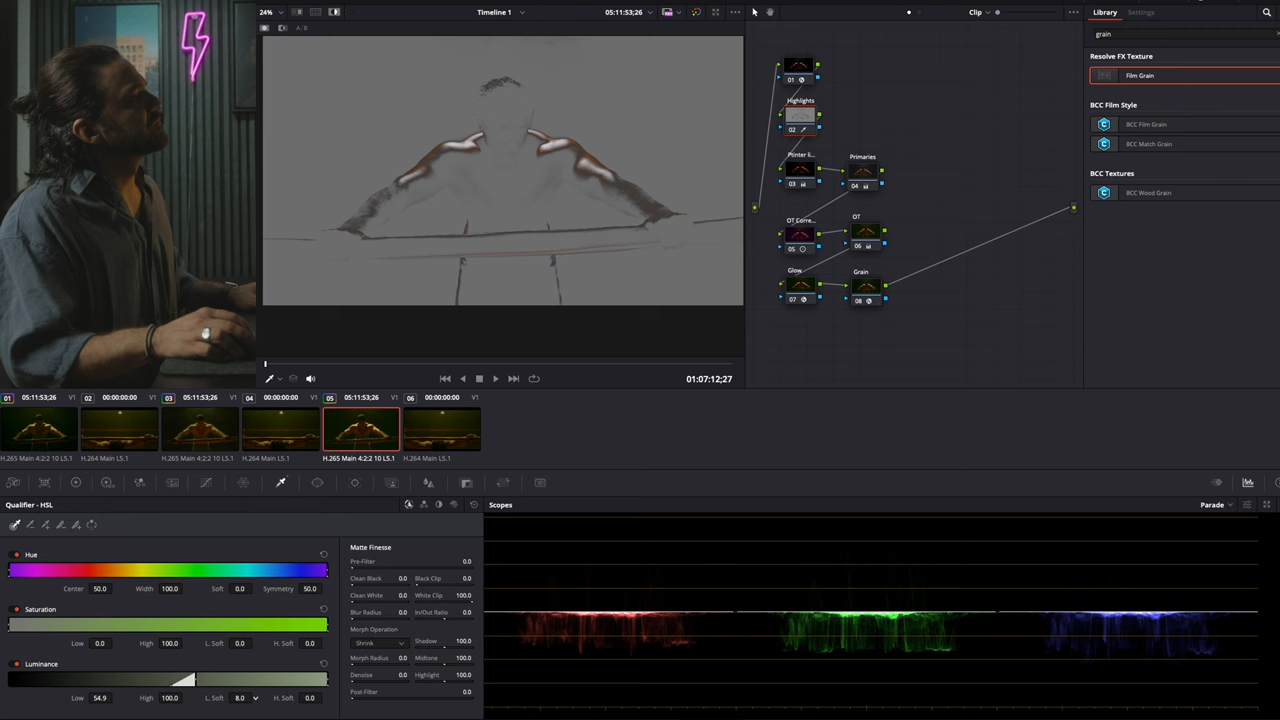 24%
Timeline 1
05:11:53;26
Clip
Library
Settings
A/B
grain
Resolve FX Texture
Film Grain
BCC Film Style
BCC Film Grain
BCC Match Grain
BCC Textures
BCC Wood Grain
01
Highlights
02
Printer li...
Primaries
03
04
OT Corre...
OT
05
06
Glow
Grain
07
08
01:07:12;27
01 05:11:53;26 V1
02 00:00:00:00 V1
03 05:11:53;26 V1
04 00:00:00:00 V1
05 05:11:53;26 V1
06 00:00:00:00 V1
H.265 Main 4:2:2 10 L5.1
H.264 Main L5.1
H.265 Main 4:2:2 10 L5.1
H.264 Main L5.1
H.265 Main 4:2:2 10 L5.1
H.264 Main L5.1
Qualifier - HSL
Scopes
Parade
Hue
Center 50.0 Width 100.0 Soft 0.0 Symmetry 50.0
Saturation
Low 0.0 High 100.0 L. Soft 0.0 H. Soft 0.0
Luminance
Low 54.9 High 100.0 L. Soft 8.0 H. Soft 0.0
Matte Finesse
Pre-Filter 0.0
Clean Black 0.0 Black Clip 0.0
Clean White 0.0 White Clip 100.0
Blur Radius 0.0 In/Out Ratio 0.0
Morph Operation
Shrink Shadow 100.0
Morph Radius 0.0 Midtone 100.0
Denoise 0.0 Highlight 100.0
Post-Filter 0.0